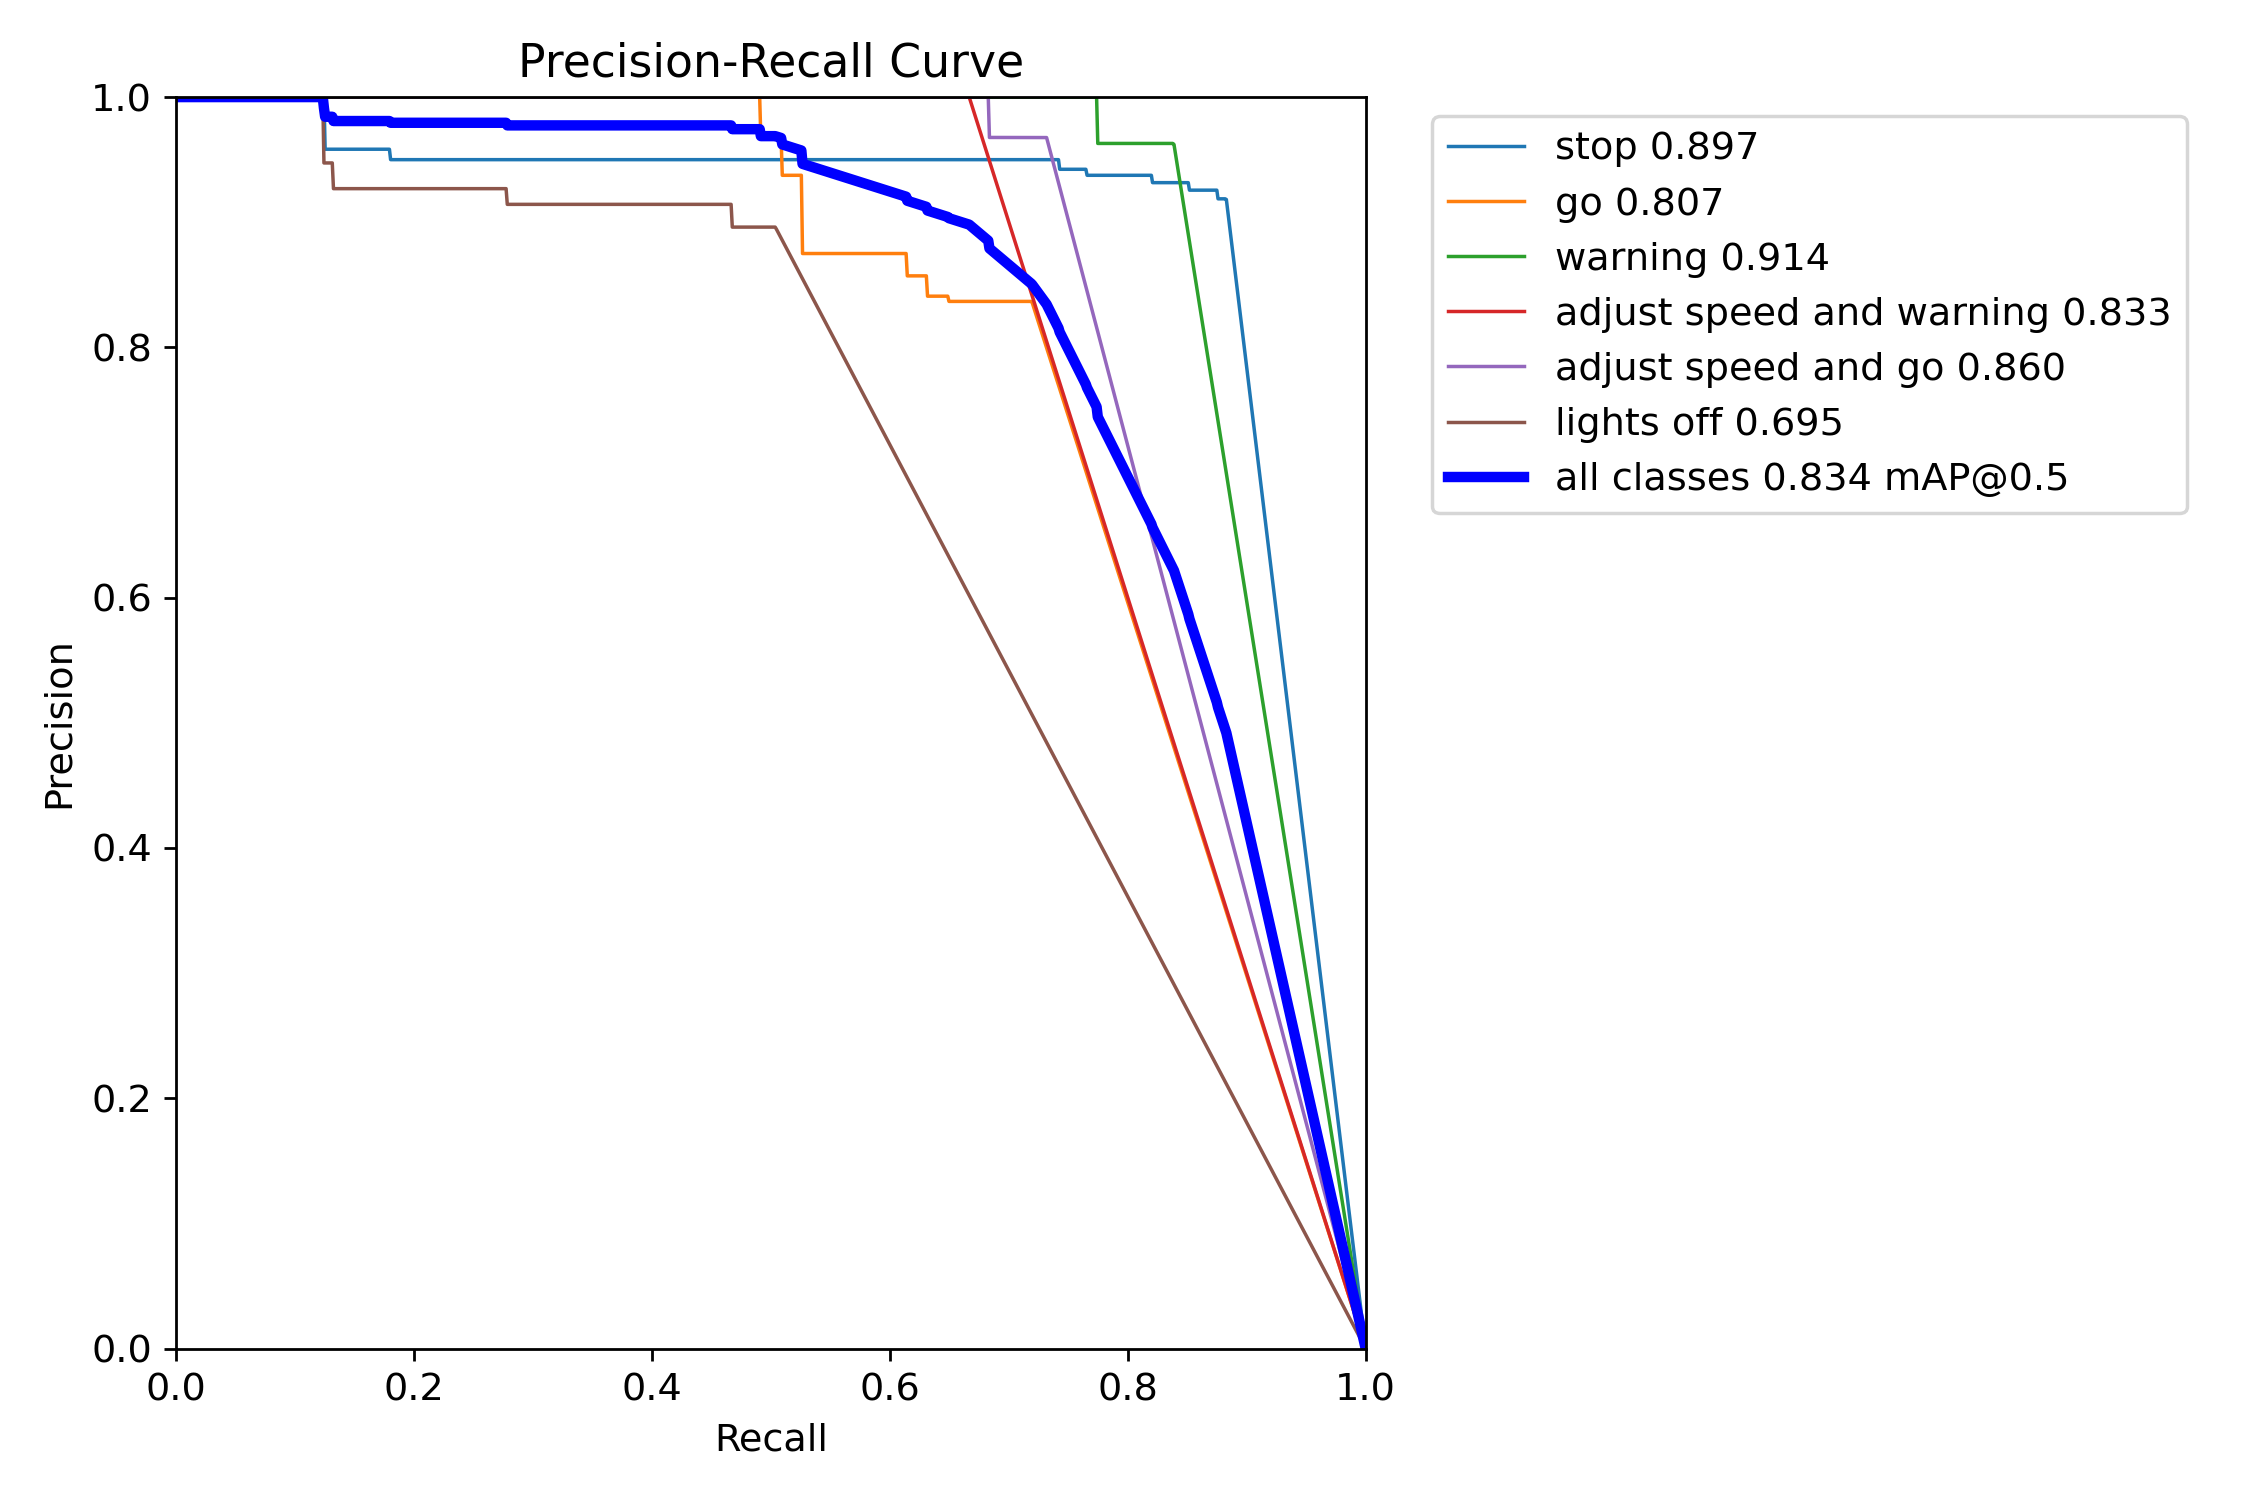 Precision-Recall Curve
1.0
0.8
0.6
0.4
0.2
0.0
Precision
0.0 0.2 0.4 0.6 0.8 1.0
Recall
stop 0.897
go 0.807
warning 0.914
adjust speed and warning 0.833
adjust speed and go 0.860
lights off 0.695
all classes 0.834 mAP@0.5